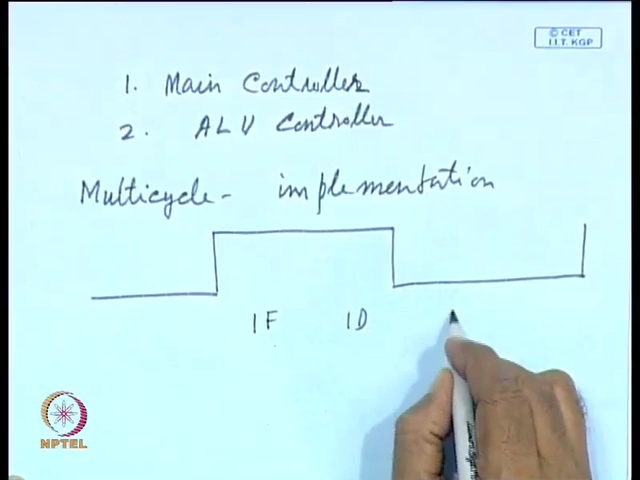 © CET
I.I.T. KGP
1. Main Controller
2. ALU Controller
Multicycle - implementation
IF ID
NPTEL